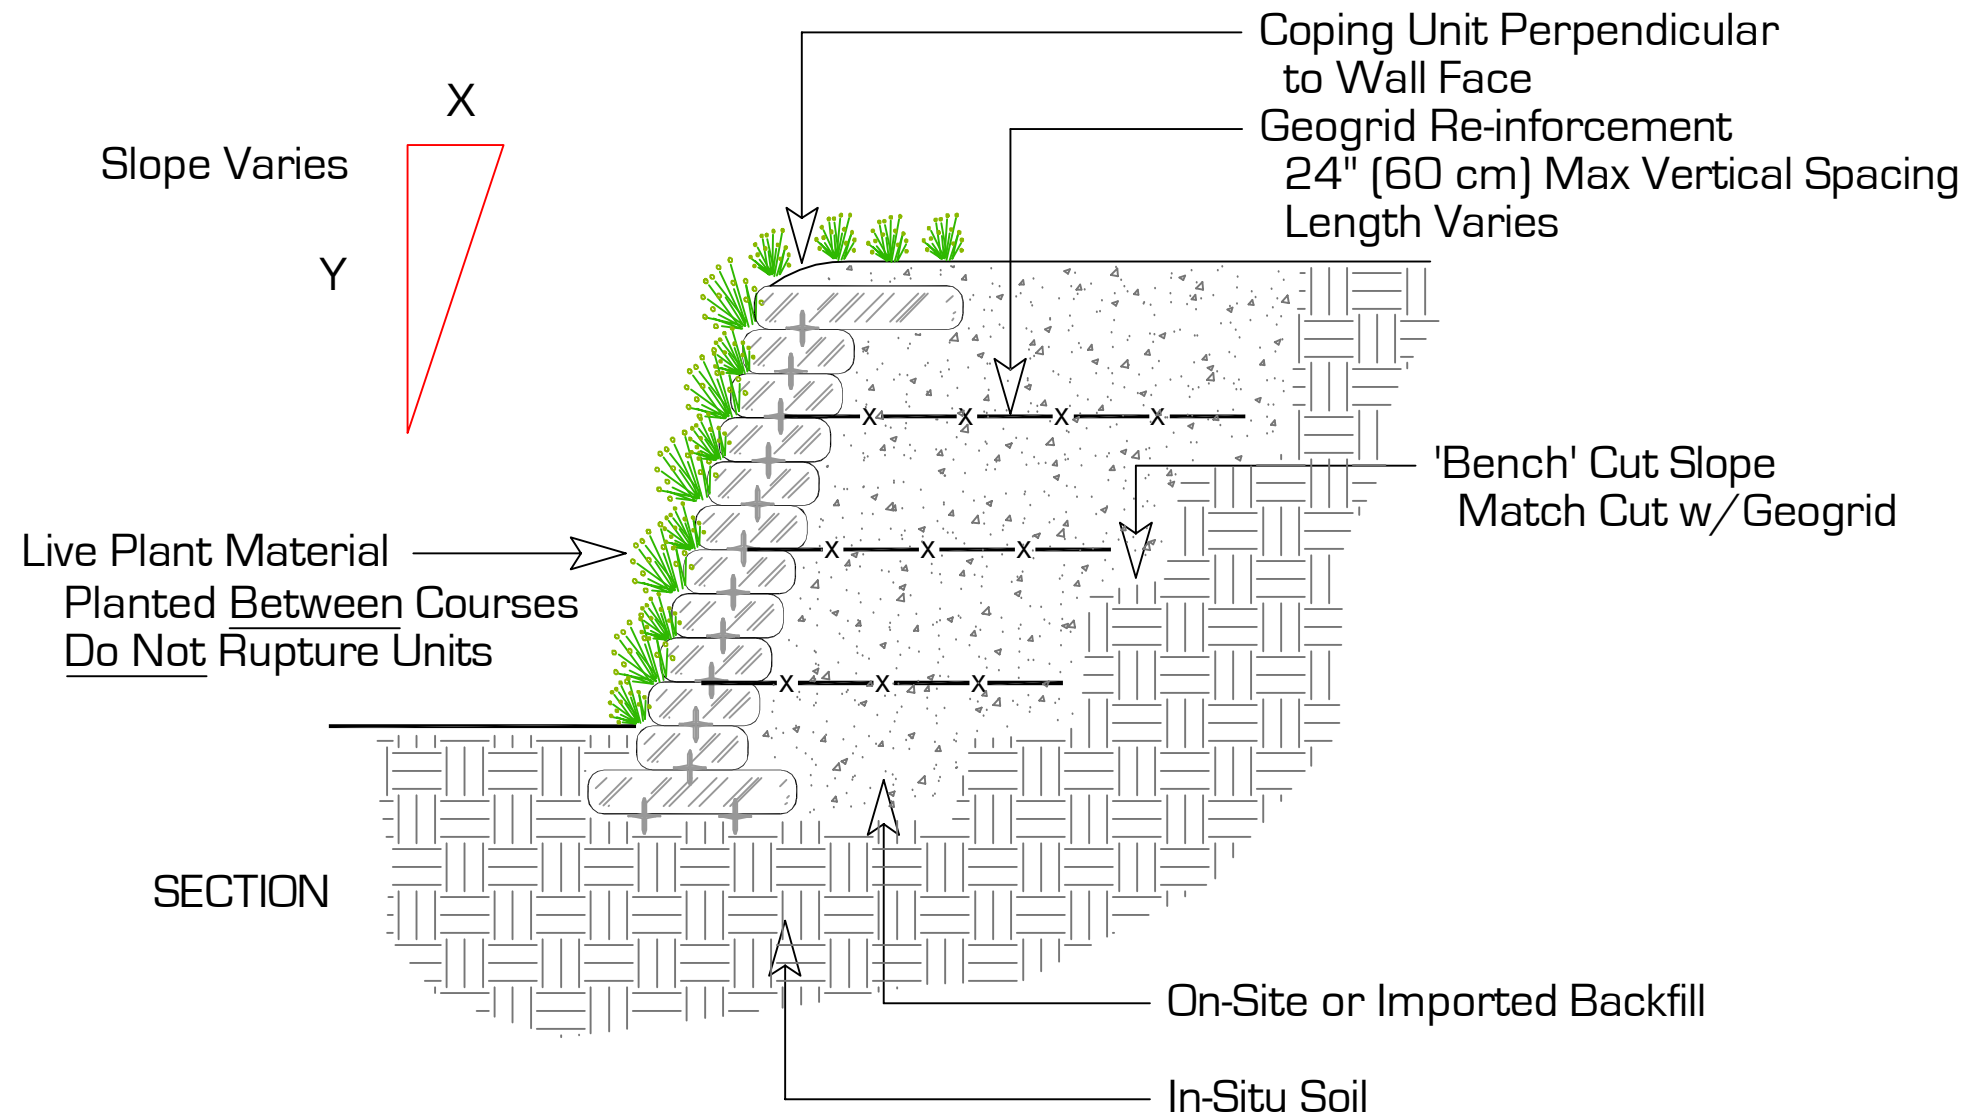 Coping Unit Perpendicular
to Wall Face
Geogrid Re-inforcement
24" (60 cm) Max Vertical Spacing
Length Varies
X
Slope Varies
Y
'Bench' Cut Slope
Match Cut w/Geogrid
Live Plant Material
Planted Between Courses
Do Not Rupture Units
X X X X
X X X
X X X
SECTION
On-Site or Imported Backfill
In-Situ Soil